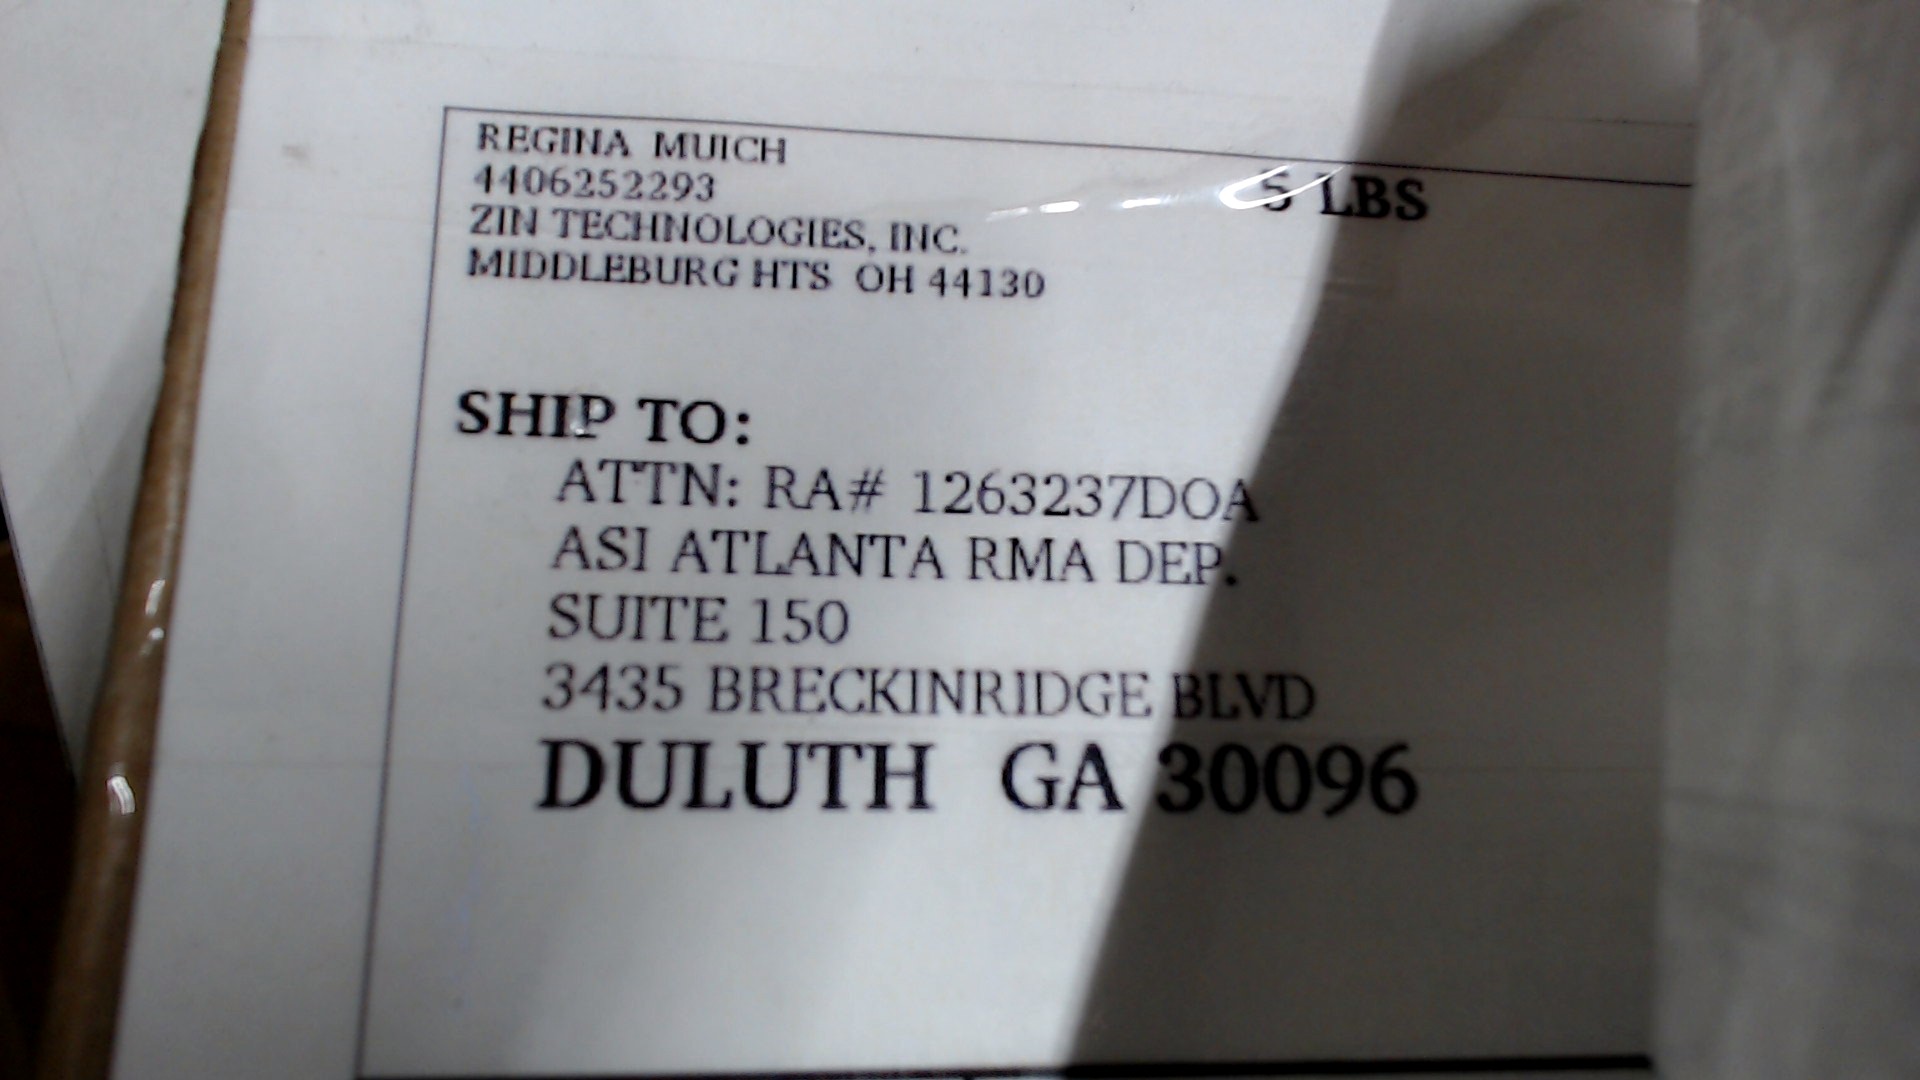 REGINA MUICH
4406252293
5 LBS
ZIN TECHNOLOGIES, INC.
MIDDLEBURG HTS OH 44130
SHIP TO:
ATTN: RA# 1263237DOA
ASI ATLANTA RMA DEP.
SUITE 150
3435 BRECKINRIDGE BLVD
DULUTH GA 30096